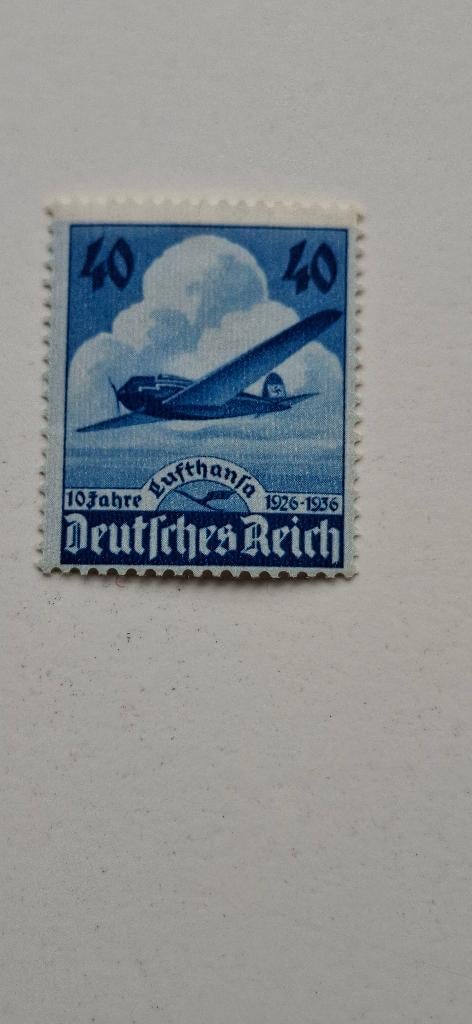 40 40
10 Jahre Lufthanſa 1926-1936
Deutſches Reich